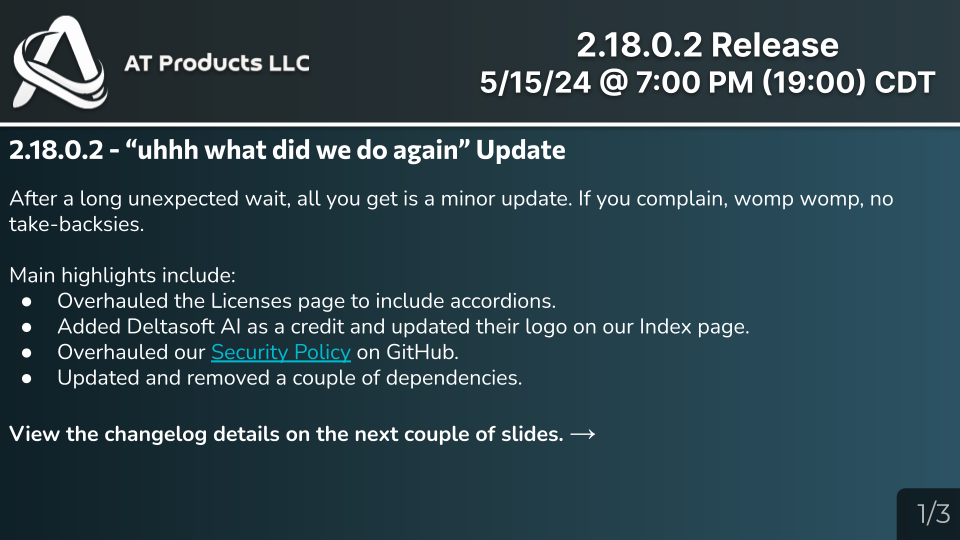 AT Products LLC
2.18.0.2 Release
5/15/24 @ 7:00 PM (19:00) CDT
2.18.0.2 - “uhhh what did we do again” Update
After a long unexpected wait, all you get is a minor update. If you complain, womp womp, no
take-backsies.
Main highlights include:
● Overhauled the Licenses page to include accordions.
● Added Deltasoft AI as a credit and updated their logo on our Index page.
● Overhauled our Security Policy on GitHub.
● Updated and removed a couple of dependencies.
View the changelog details on the next couple of slides. →
1/3